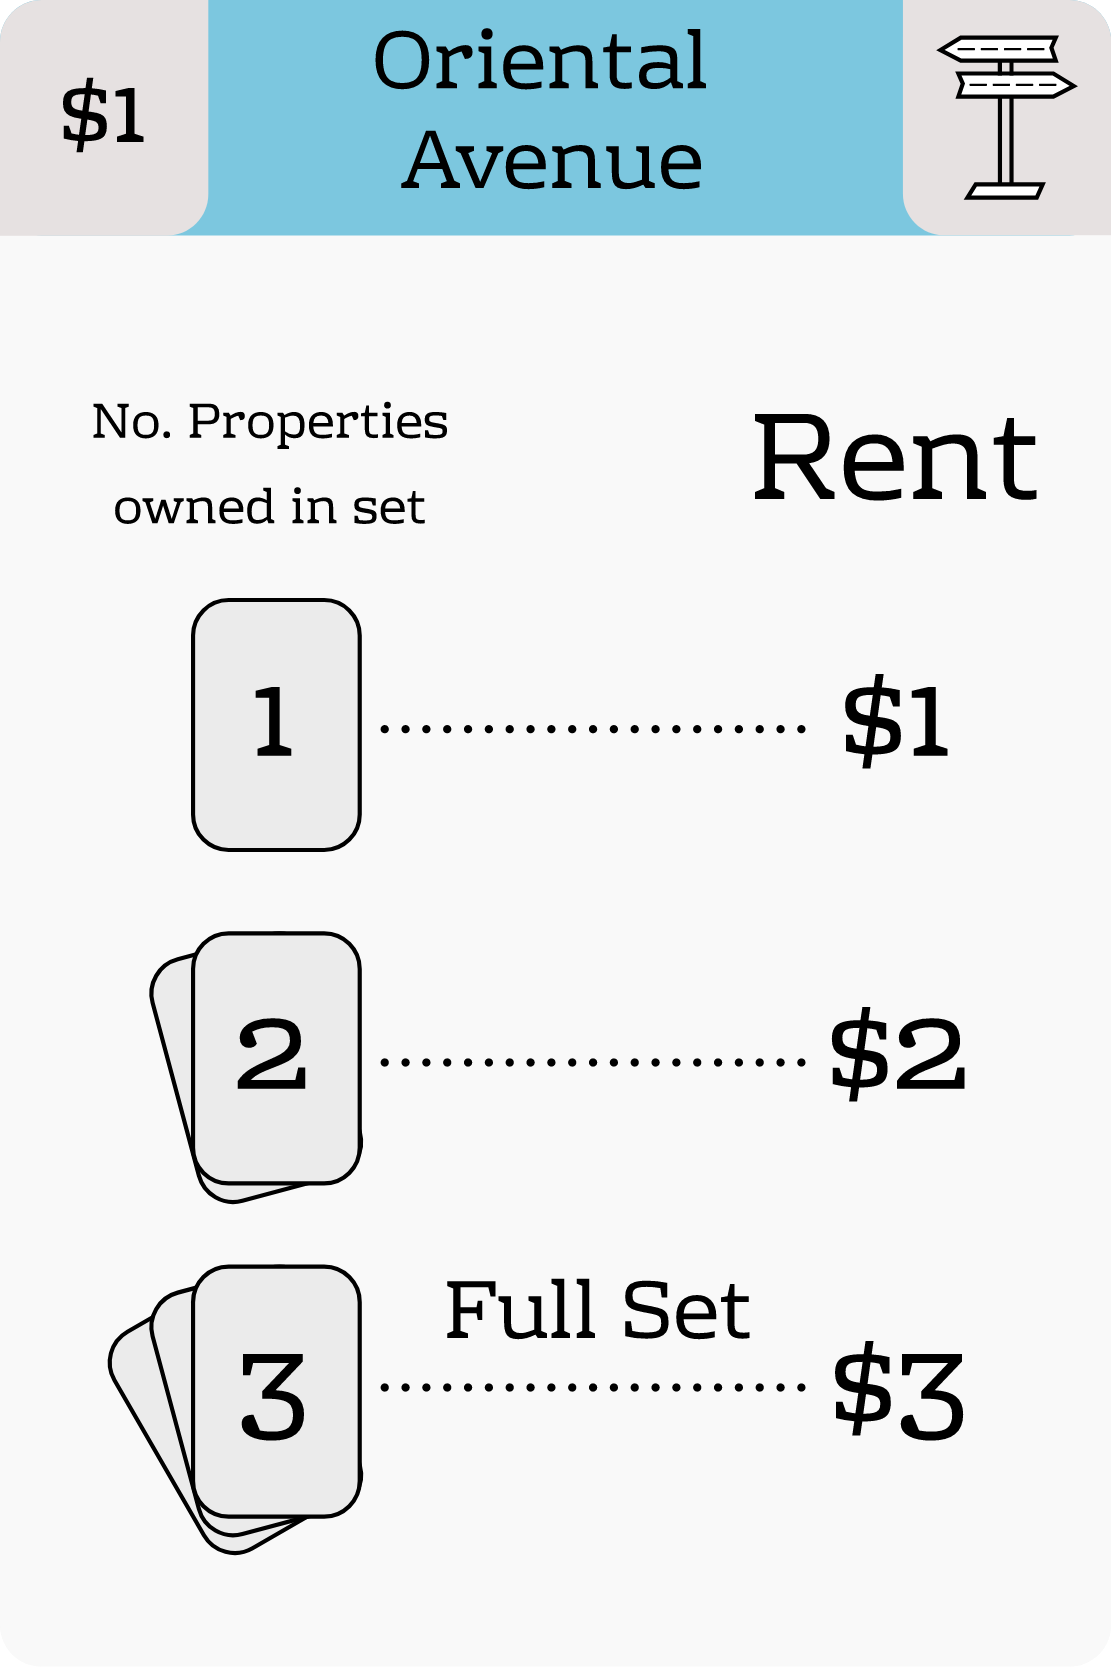 $1
Oriental
Avenue
No. Properties
owned in set
Rent
1 $1
2 $2
Full Set
3 $3